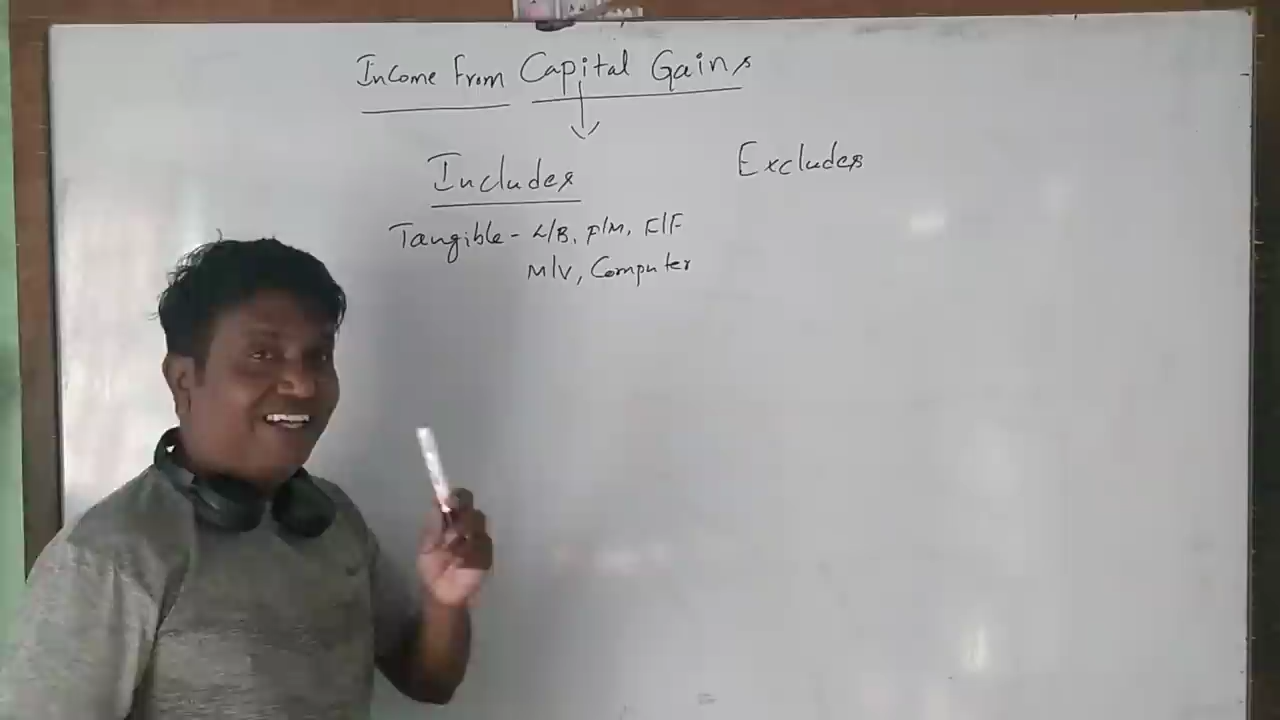 Income From Capital Gains
Includes
Excludes
Tangible - L/B, P/M, F/F
M/V, Computer